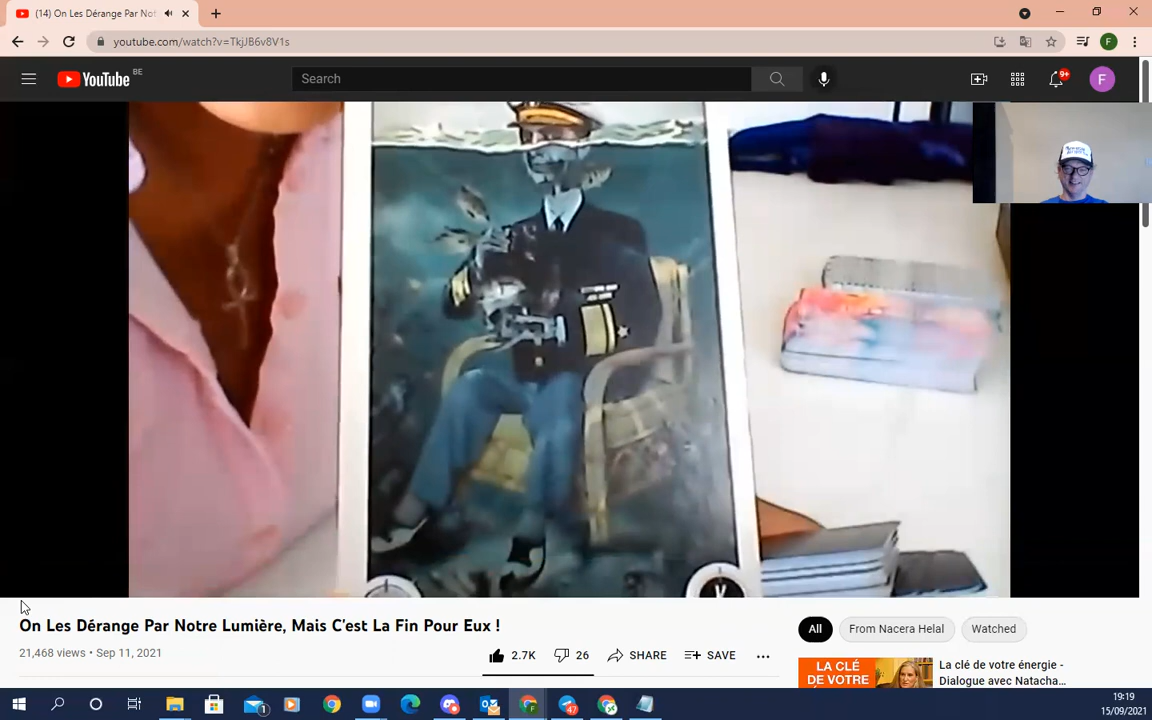 (14) On Les Dérange Par Not
youtube.com/watch?v=TkjJB6v8V1s
YouTube BE
Search
9+
F
On Les Dérange Par Notre Lumière, Mais C'est La Fin Pour Eux !
21,468 views • Sep 11, 2021
2.7K
26
SHARE
SAVE
All
From Nacera Helal
Watched
LA CLÉ
DE VOTRE
La clé de votre énergie -
Dialogue avec Natacha...
19:19
15/09/2021